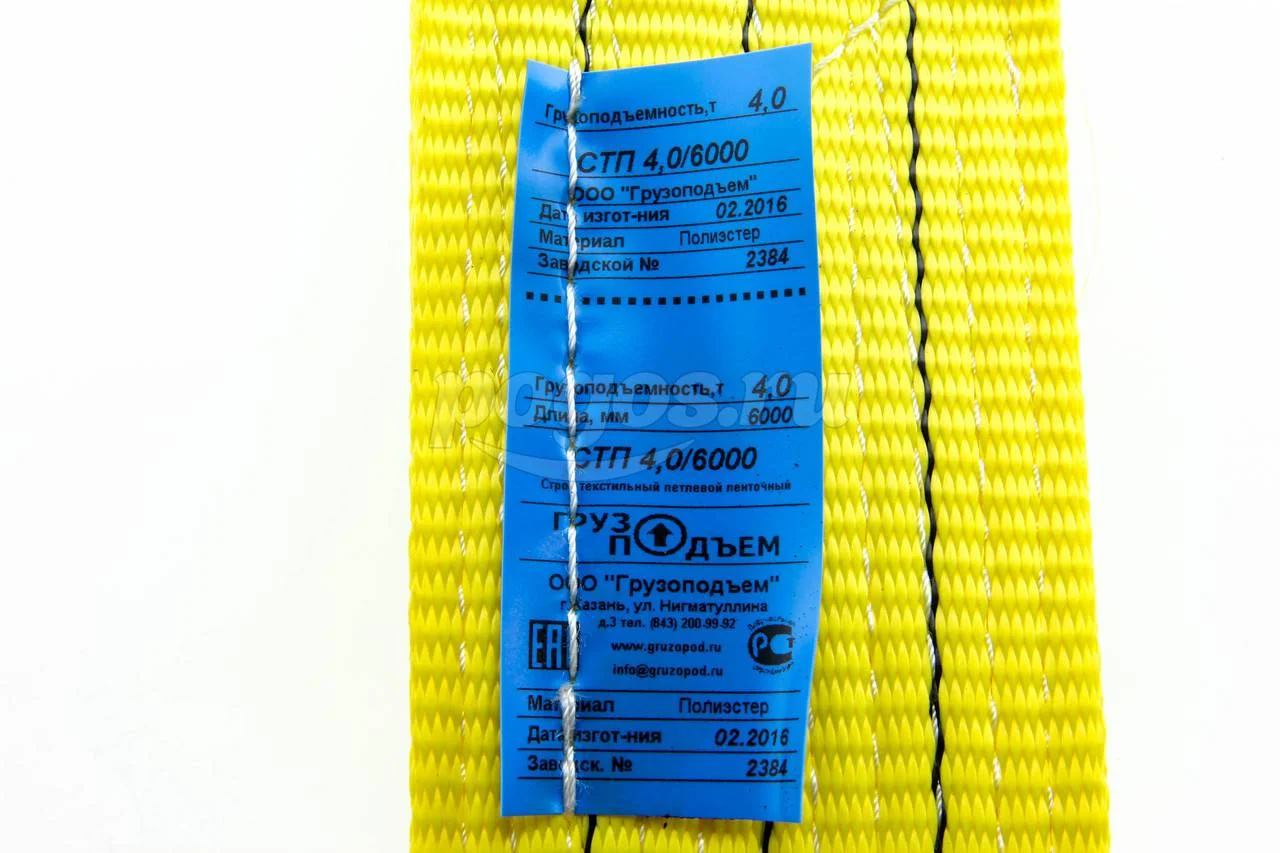 Грузоподъемность,т 4,0
СТП 4,0/6000
ООО "Грузоподъем"
Дата изгот-ния 02.2016
Материал Полиэстер
Заводской № 2384
Грузоподъемность,т 4,0
Длина, мм 6000
СТП 4,0/6000
Строп текстильный петлевой ленточный
ГРУЗ
ПОДЪЕМ
ООО "Грузоподъем"
г.Казань, ул. Нигматуллина
д.3 тел. (843) 200-99-92
www.gruzopod.ru
info@gruzopod.ru
EAC
РСТ
Материал Полиэстер
Дата изгот-ния 02.2016
Заводск. № 2384
pogos.ru